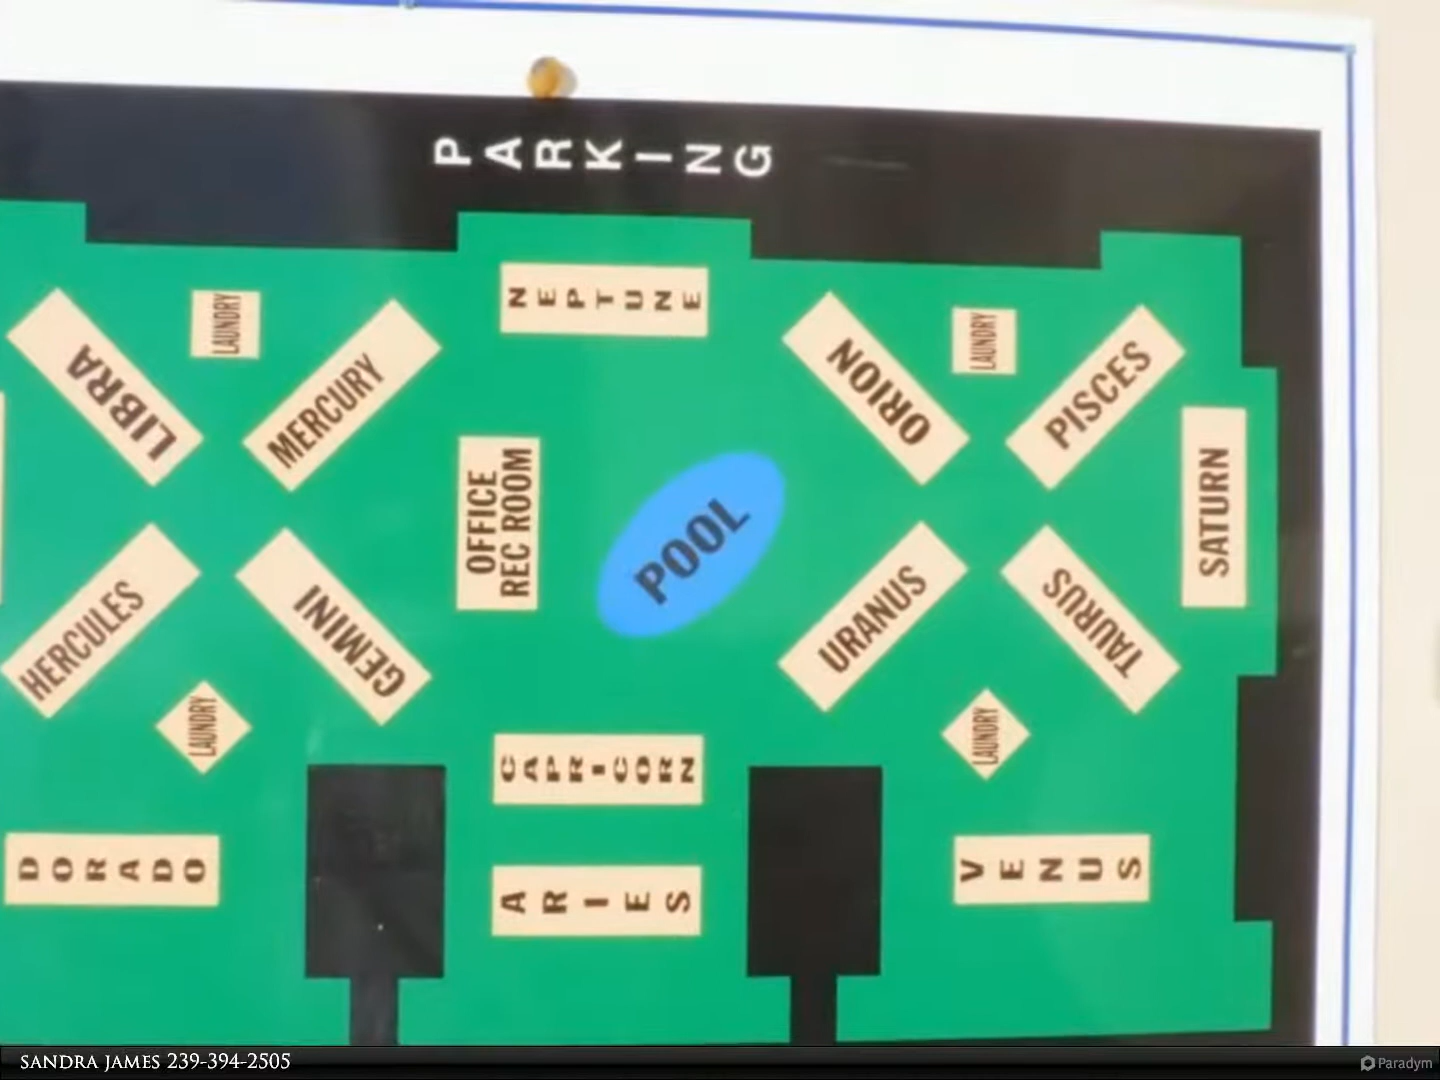 PARKING
NEPTUNE
LAUNDRY
LIBRA
MERCURY
ORION
LAUNDRY
PISCES
OFFICE
REC ROOM
POOL
SATURN
HERCULES
GEMINI
URANUS
TAURUS
LAUNDRY
LAUNDRY
CAPRICORN
DORADO
ARIES
VENUS
SANDRA JAMES 239-394-2505
Paradym